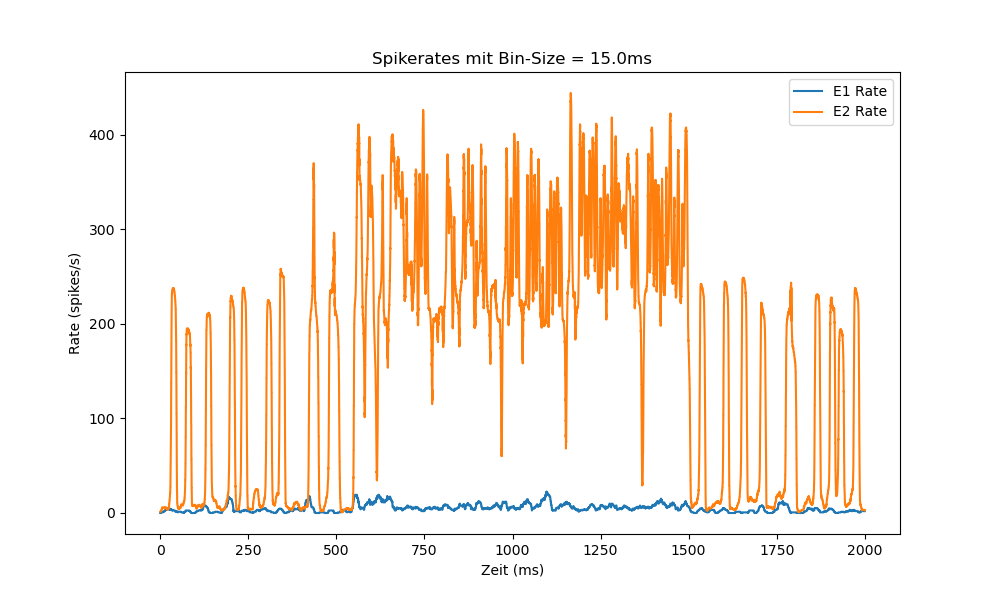 Spikerates mit Bin-Size = 15.0ms
E1 Rate
E2 Rate
Rate (spikes/s)
400
300
200
100
0
0 250 500 750 1000 1250 1500 1750 2000
Zeit (ms)